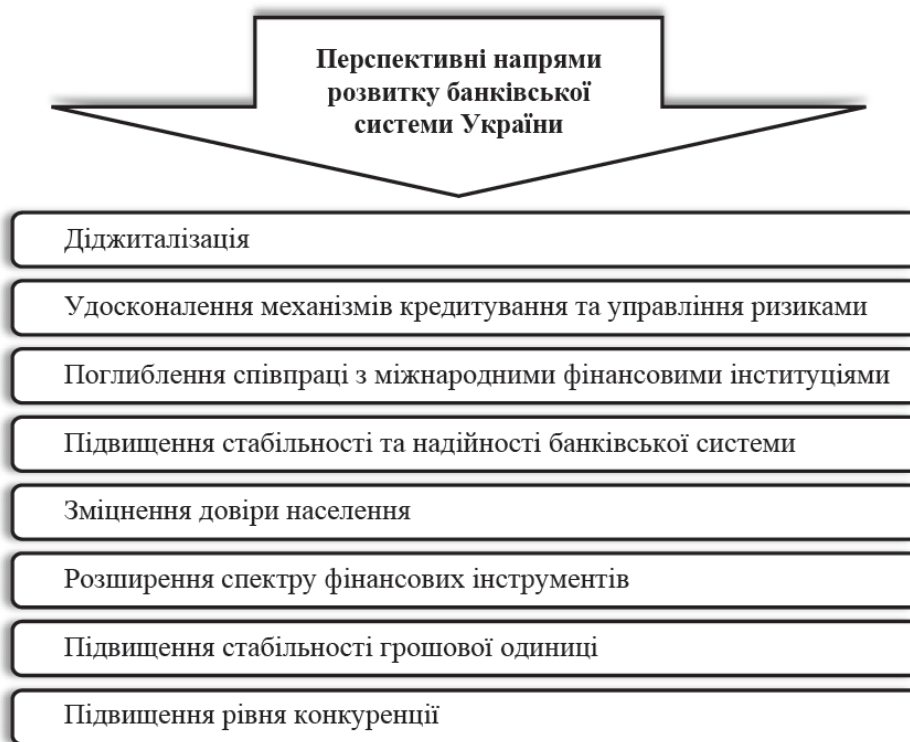 Перспективні напрями
розвитку банківської
системи України
Діджиталізація
Удосконалення механізмів кредитування та управління ризиками
Поглиблення співпраці з міжнародними фінансовими інституціями
Підвищення стабільності та надійності банківської системи
Зміцнення довіри населення
Розширення спектру фінансових інструментів
Підвищення стабільності грошової одиниці
Підвищення рівня конкуренції